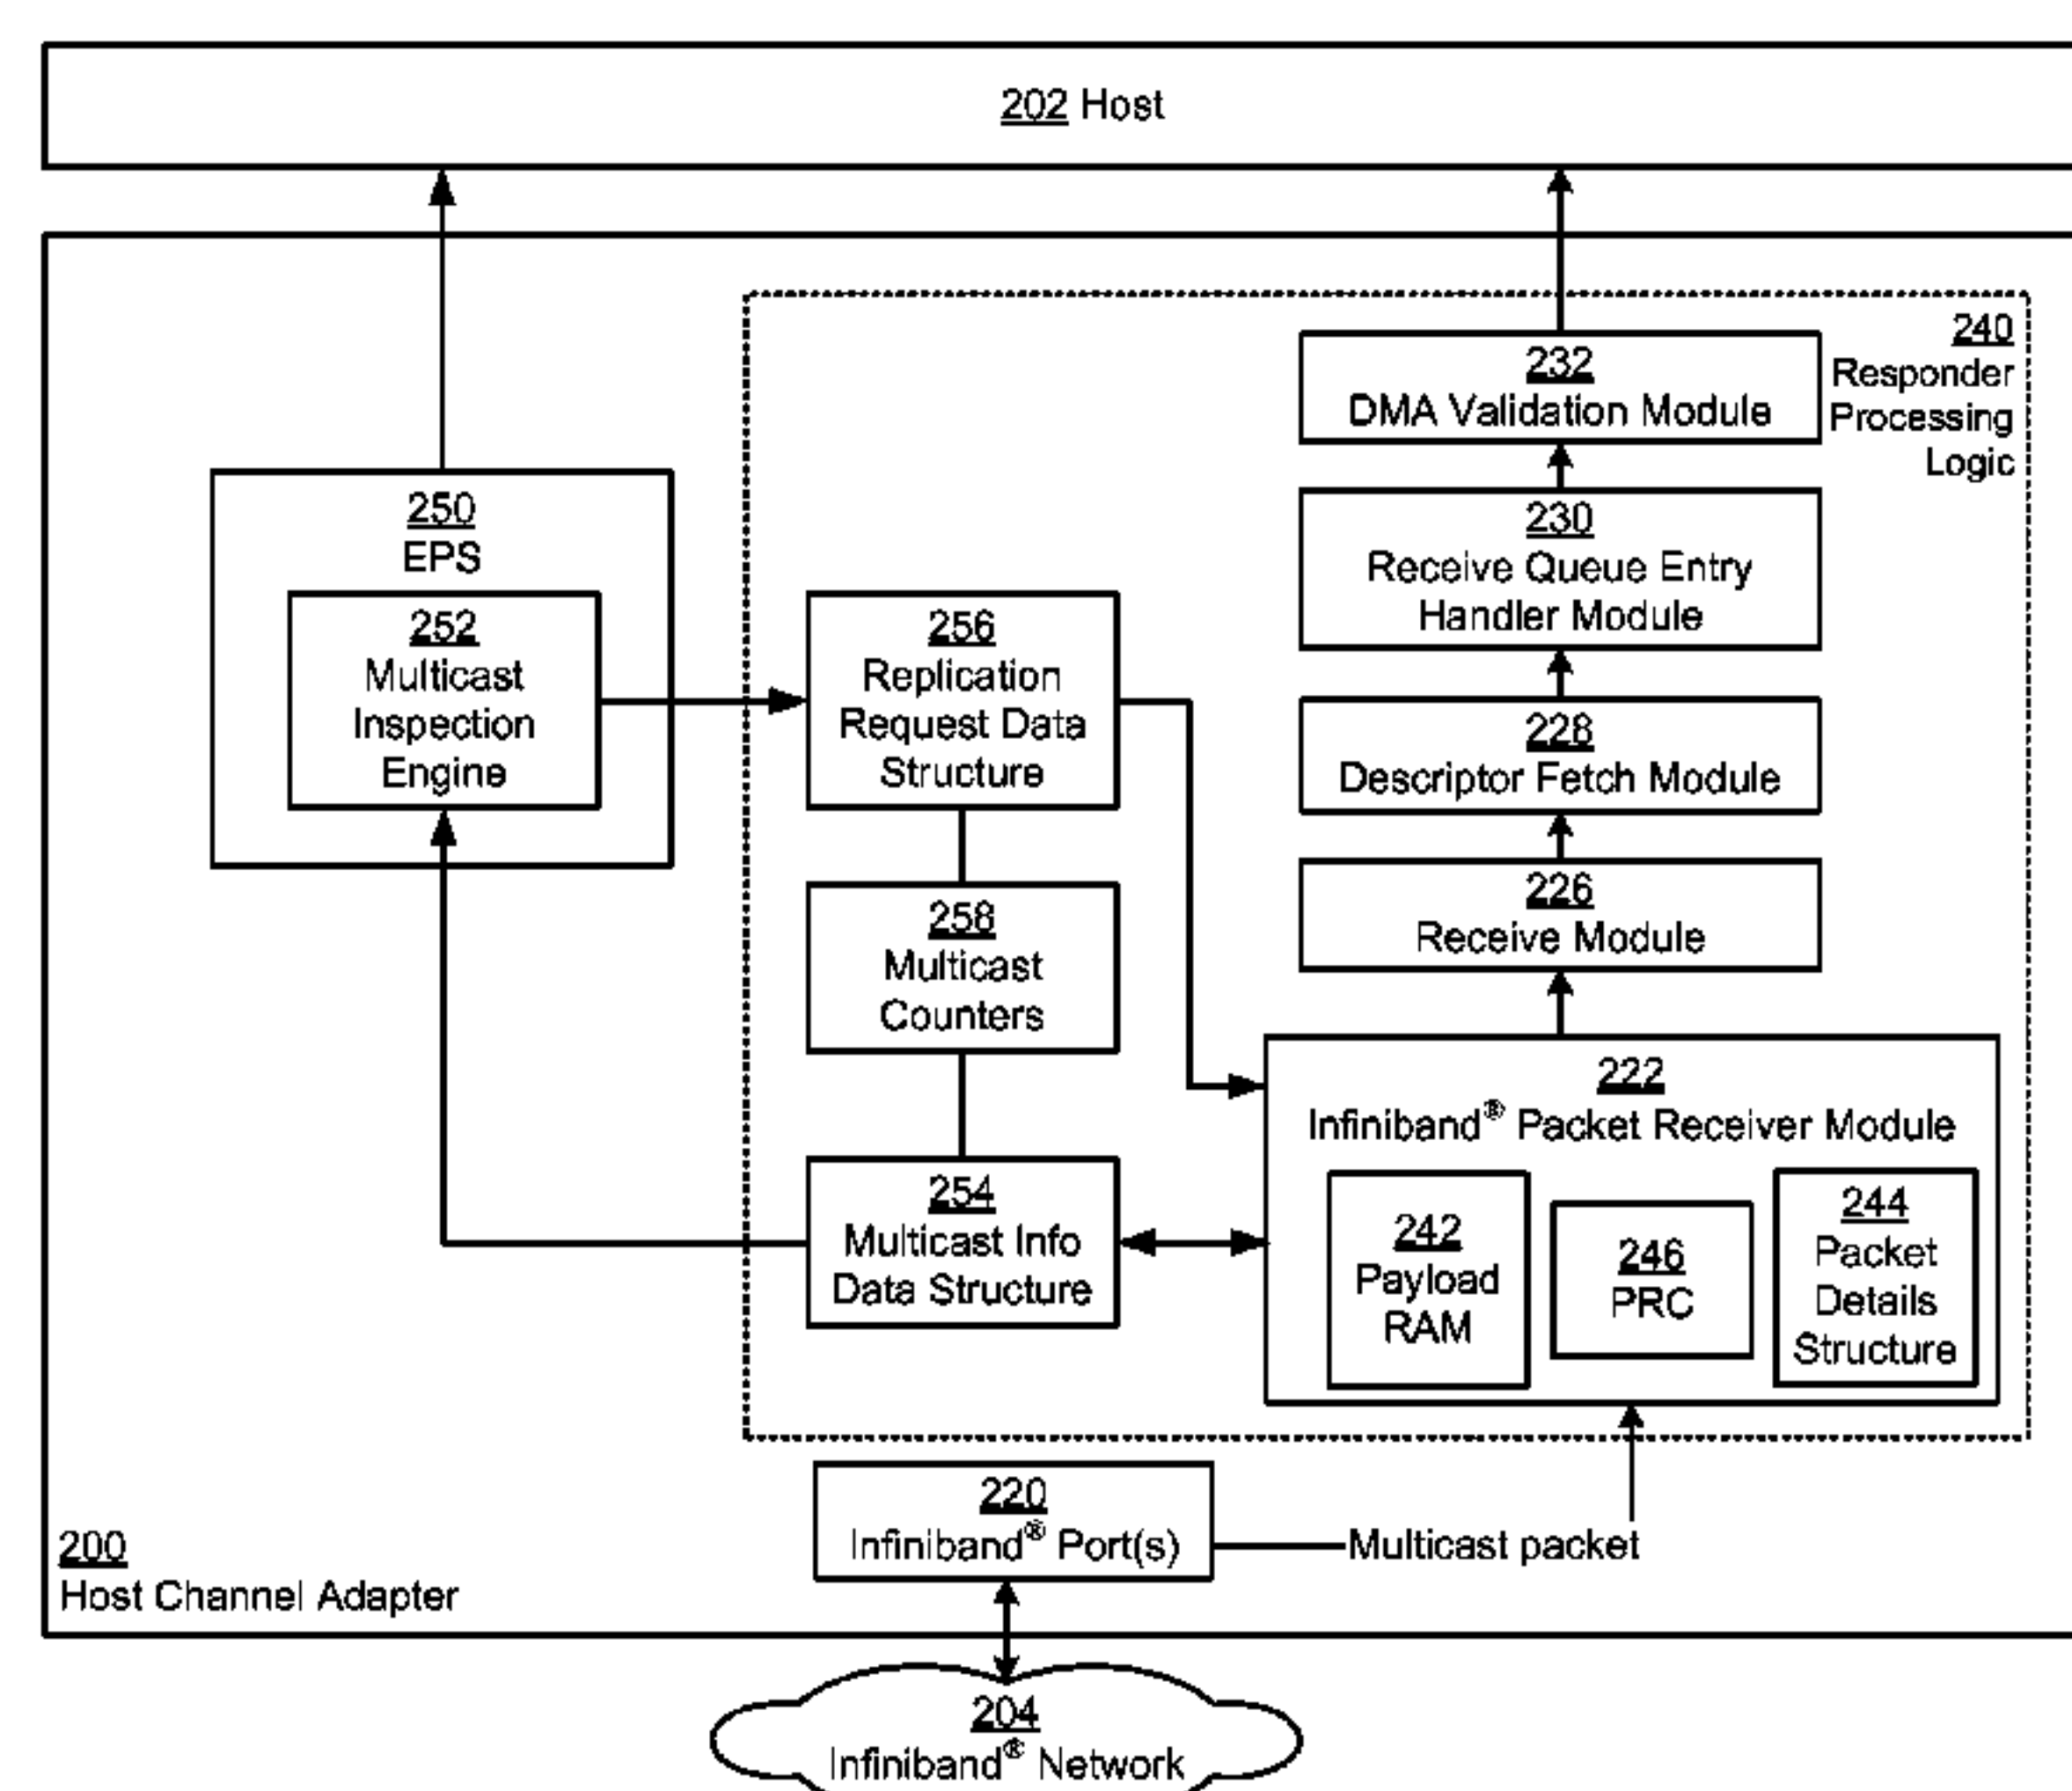 202 Host
240
Responder
Processing
Logic
232
DMA Validation Module
250
EPS
230
Receive Queue Entry
Handler Module
252
Multicast
Inspection
Engine
256
Replication
Request Data
Structure
228
Descriptor Fetch Module
226
Receive Module
258
Multicast
Counters
222
Infiniband® Packet Receiver Module
254
Multicast Info
Data Structure
242
Payload
RAM
246
PRC
244
Packet
Details
Structure
220
Infiniband® Port(s)
Multicast packet
200
Host Channel Adapter
204
Infiniband® Network